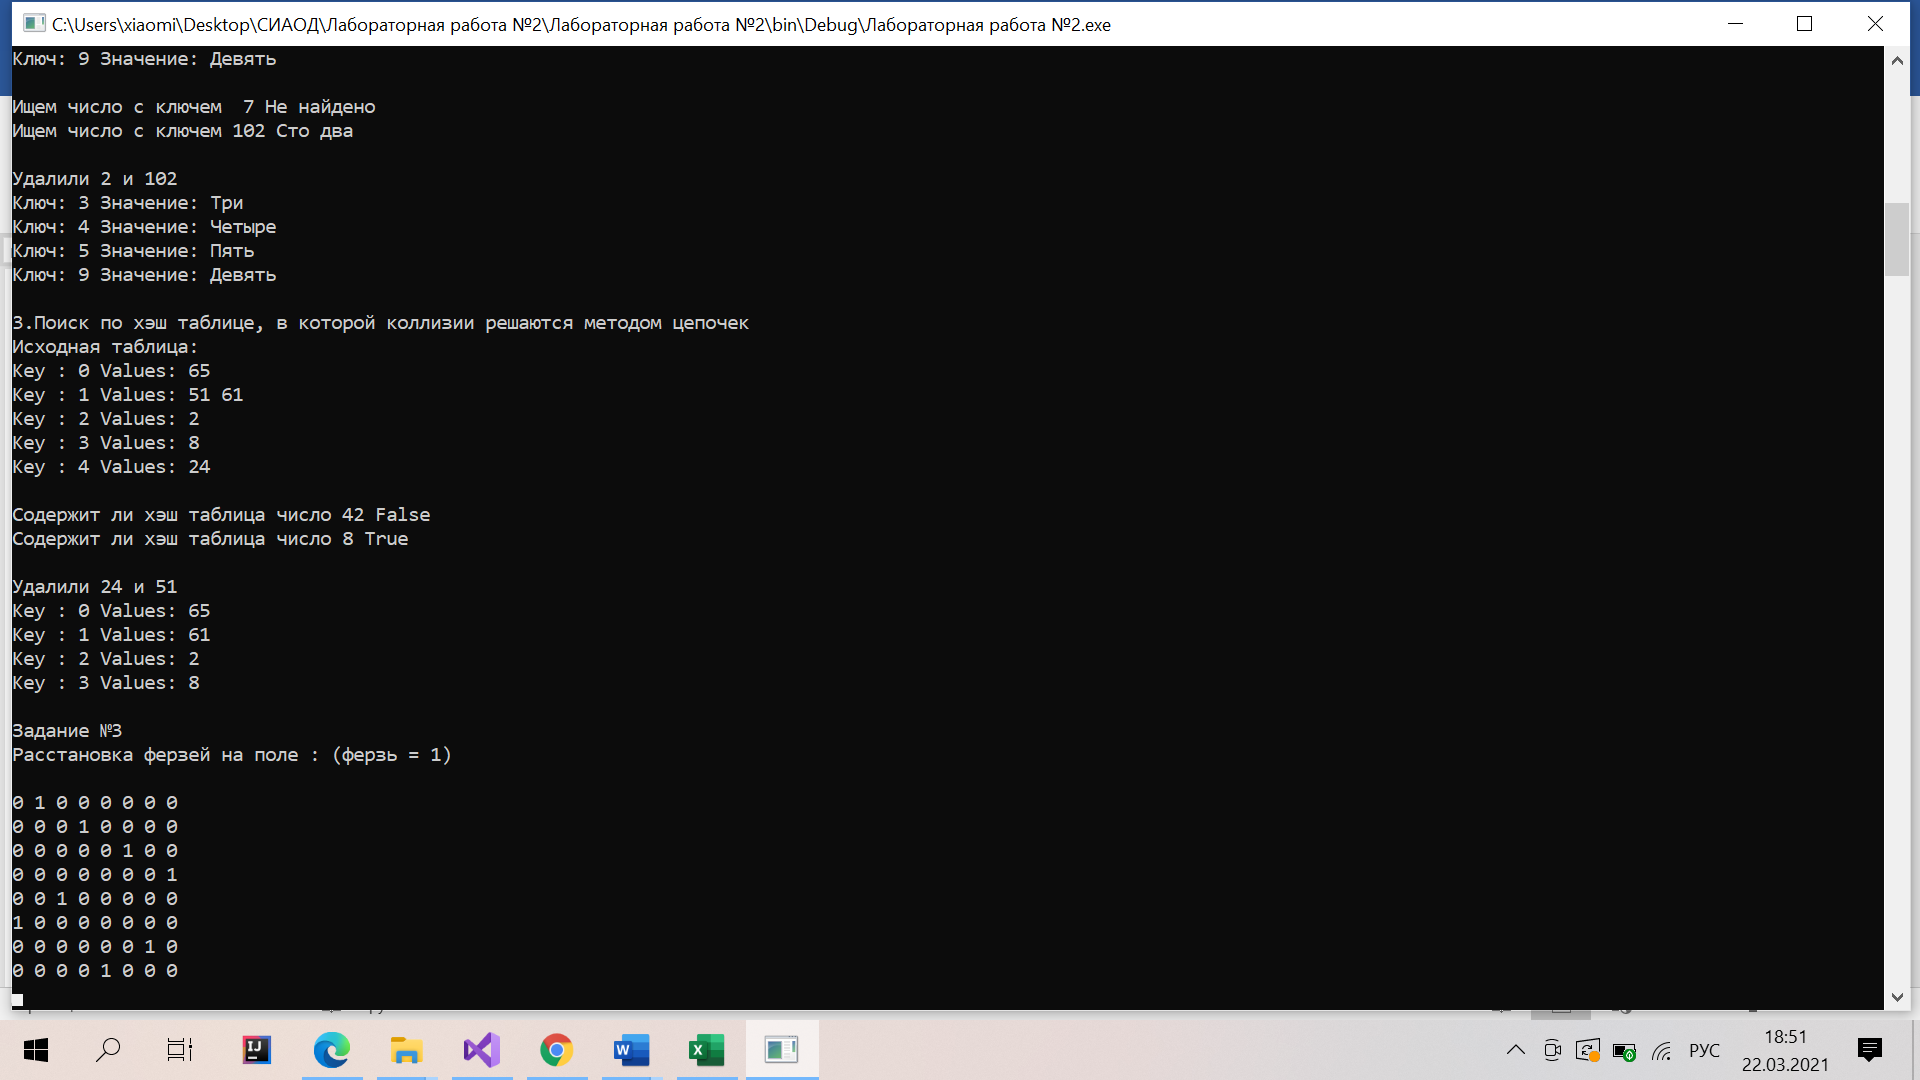 C:\Users\xiaomi\Desktop\СИАОД\Лабораторная работа №2\Лабораторная работа №2\bin\Debug\Лабораторная работа №2.exe
Ключ: 9 Значение: Девять
Ищем число с ключем  7 Не найдено
Ищем число с ключем 102 Сто два
Удалили 2 и 102
Ключ: 3 Значение: Три
Ключ: 4 Значение: Четыре
Ключ: 5 Значение: Пять
Ключ: 9 Значение: Девять
3.Поиск по хэш таблице, в которой коллизии решаются методом цепочек
Исходная таблица:
Key : 0 Values: 65
Key : 1 Values: 51 61
Key : 2 Values: 2
Key : 3 Values: 8
Key : 4 Values: 24
Содержит ли хэш таблица число 42 False
Содержит ли хэш таблица число 8 True
Удалили 24 и 51
Key : 0 Values: 65
Key : 1 Values: 61
Key : 2 Values: 2
Key : 3 Values: 8
Задание №3
Расстановка ферзей на поле : (ферзь = 1)
0 1 0 0 0 0 0 0
0 0 0 1 0 0 0 0
0 0 0 0 0 1 0 0
0 0 0 0 0 0 0 1
0 0 1 0 0 0 0 0
1 0 0 0 0 0 0 0
0 0 0 0 0 0 1 0
0 0 0 0 1 0 0 0
IJ
W
X
РУС
18:51
22.03.2021